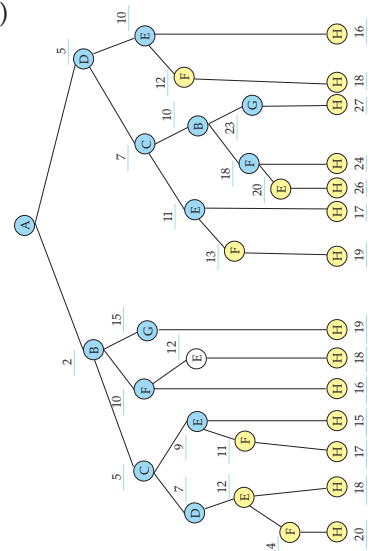 )
A
2 5
B D
5 10 15 7 10
C F G C E
7 9 12 11 10 12
D E E E B F
12 11 13 18 23
E F F F G
4 20
F E
H H H H H H H H H H H H H H
20 18 17 15 16 18 19 19 17 26 24 27 18 16